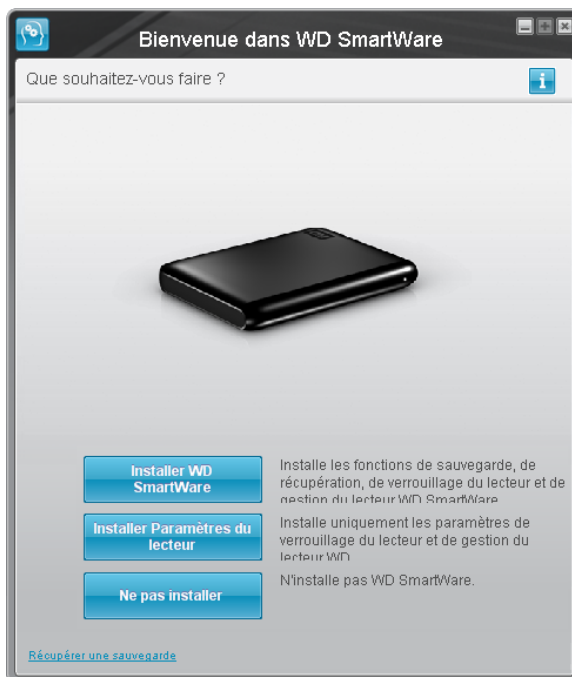 Bienvenue dans WD SmartWare
Que souhaitez-vous faire ?
i
Installer WD
SmartWare
Installe les fonctions de sauvegarde, de
récupération, de verrouillage du lecteur et de
gestion du lecteur WD SmartWare.
Installer Paramètres du
lecteur
Installe uniquement les paramètres de
verrouillage du lecteur et de gestion du
lecteur WD.
Ne pas installer
N'installe pas WD SmartWare.
Récupérer une sauvegarde